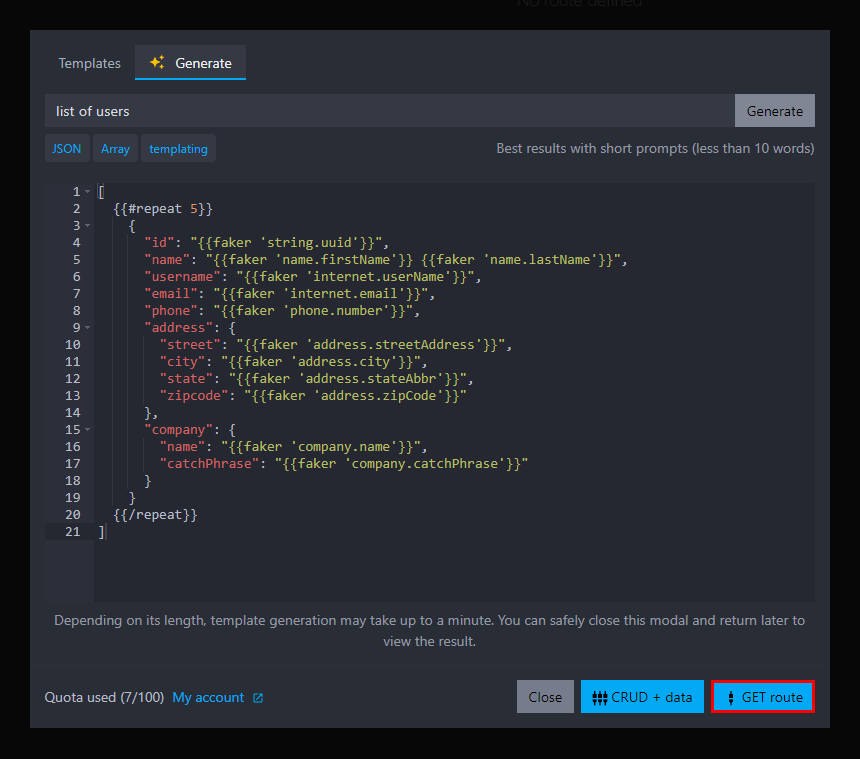 No route defined
Templates
Generate
list of users
Generate
JSON
Array
templating
Best results with short prompts (less than 10 words)
1 [
2   {{#repeat 5}}
3     {
4       "id": "{{faker 'string.uuid'}}",
5       "name": "{{faker 'name.firstName'}} {{faker 'name.lastName'}}",
6       "username": "{{faker 'internet.userName'}}",
7       "email": "{{faker 'internet.email'}}",
8       "phone": "{{faker 'phone.number'}}",
9       "address": {
10         "street": "{{faker 'address.streetAddress'}}",
11         "city": "{{faker 'address.city'}}",
12         "state": "{{faker 'address.stateAbbr'}}",
13         "zipcode": "{{faker 'address.zipCode'}}"
14       },
15       "company": {
16         "name": "{{faker 'company.name'}}",
17         "catchPhrase": "{{faker 'company.catchPhrase'}}"
18       }
19     }
20   {{/repeat}}
21 ]
Depending on its length, template generation may take up to a minute. You can safely close this modal and return later to
view the result.
Quota used (7/100) My account
Close
CRUD + data
GET route